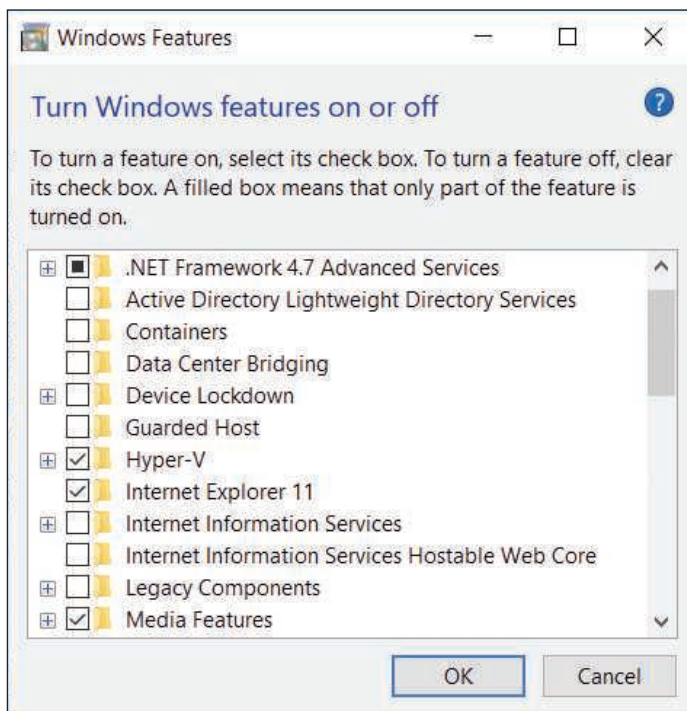 Windows Features
Turn Windows features on or off
?
To turn a feature on, select its check box. To turn a feature off, clear
its check box. A filled box means that only part of the feature is
turned on.
.NET Framework 4.7 Advanced Services
Active Directory Lightweight Directory Services
Containers
Data Center Bridging
Device Lockdown
Guarded Host
Hyper-V
Internet Explorer 11
Internet Information Services
Internet Information Services Hostable Web Core
Legacy Components
Media Features
OK Cancel